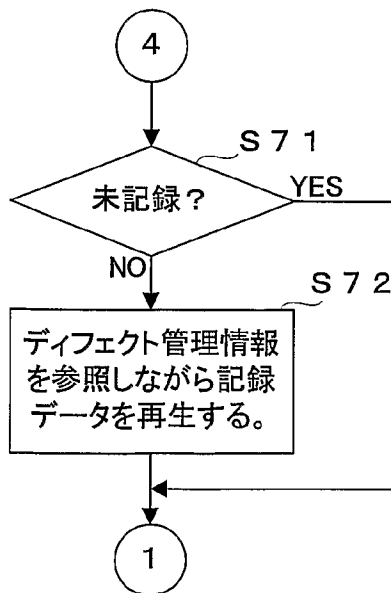 4
S71
未記録?
YES
NO
S72
ディフェクト管理情報
を参照しながら記録
データを再生する。
1